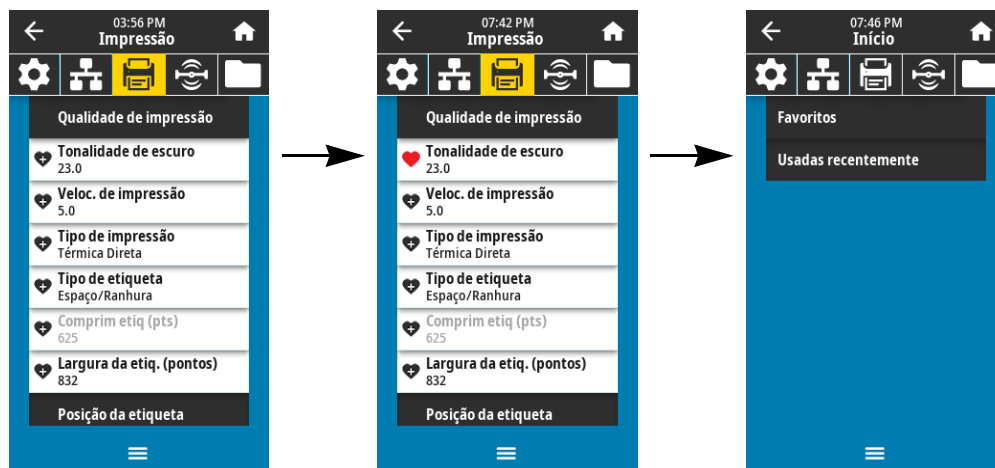 03:56 PM
Impressão
Qualidade de impressão
Tonalidade de escuro
23.0
Veloc. de impressão
5.0
Tipo de impressão
Térmica Direta
Tipo de etiqueta
Espaço/Ranhura
Comprim etiq (pts)
625
Largura da etiq. (pontos)
832
Posição da etiqueta
07:42 PM
Impressão
Qualidade de impressão
Tonalidade de escuro
23.0
Veloc. de impressão
5.0
Tipo de impressão
Térmica Direta
Tipo de etiqueta
Espaço/Ranhura
Comprim etiq (pts)
625
Largura da etiq. (pontos)
832
Posição da etiqueta
07:46 PM
Início
Favoritos
Usadas recentemente